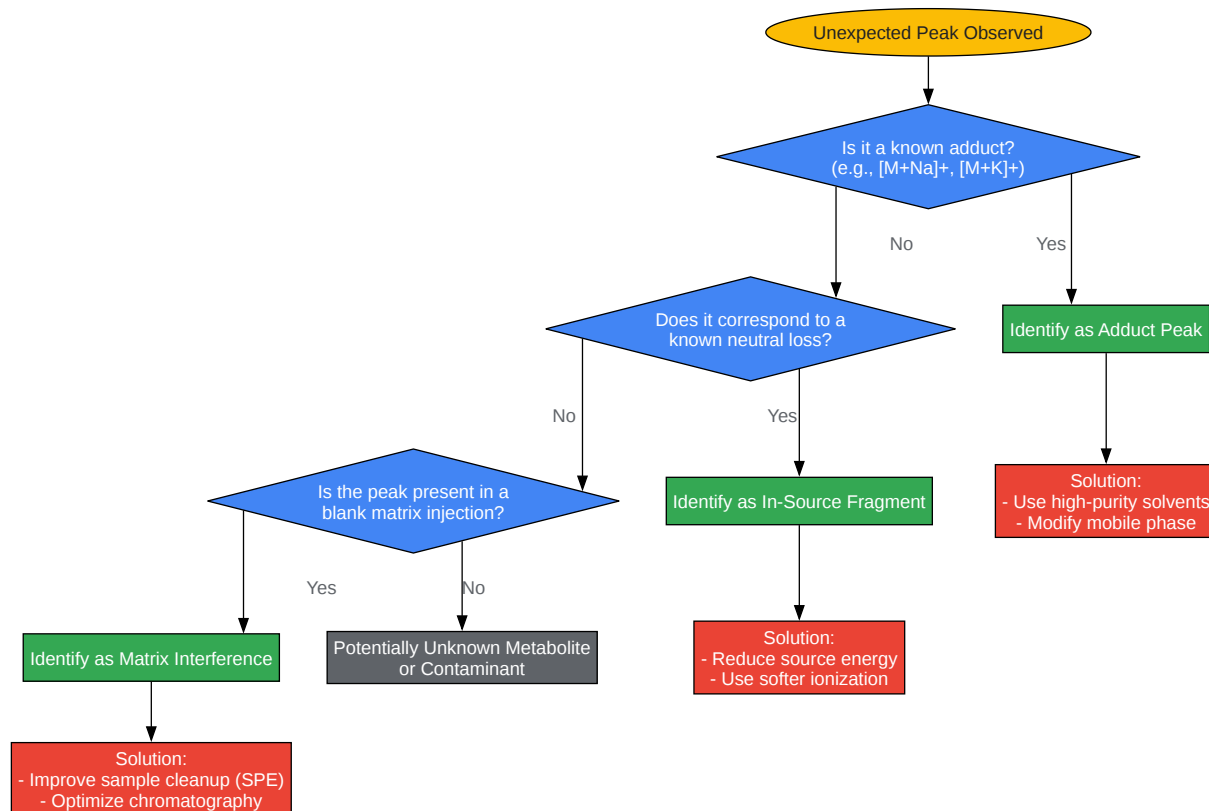 Unexpected Peak Observed
Is it a known adduct?
(e.g., [M+Na]+, [M+K]+)
No
Yes
Does it correspond to a
known neutral loss?
Identify as Adduct Peak
No
Yes
Is the peak present in a
blank matrix injection?
Identify as In-Source Fragment
Solution:
- Use high-purity solvents
- Modify mobile phase
Yes
No
Identify as Matrix Interference
Potentially Unknown Metabolite
or Contaminant
Solution:
- Reduce source energy
- Use softer ionization
Solution:
- Improve sample cleanup (SPE)
- Optimize chromatography